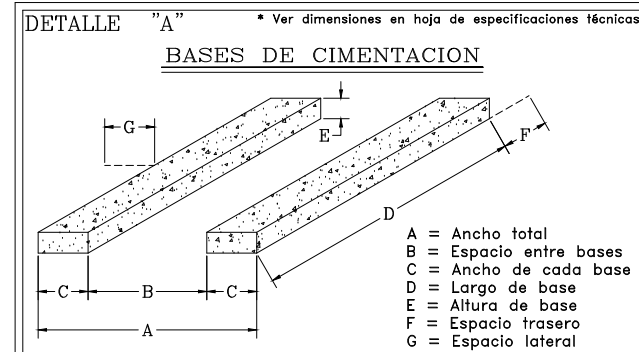 DETALLE "A"
* Ver dimensiones en hoja de especificaciones técnicas
BASES DE CIMENTACION
G
E
F
D
C
B
C
A
A = Ancho total
B = Espacio entre bases
C = Ancho de cada base
D = Largo de base
E = Altura de base
F = Espacio trasero
G = Espacio lateral